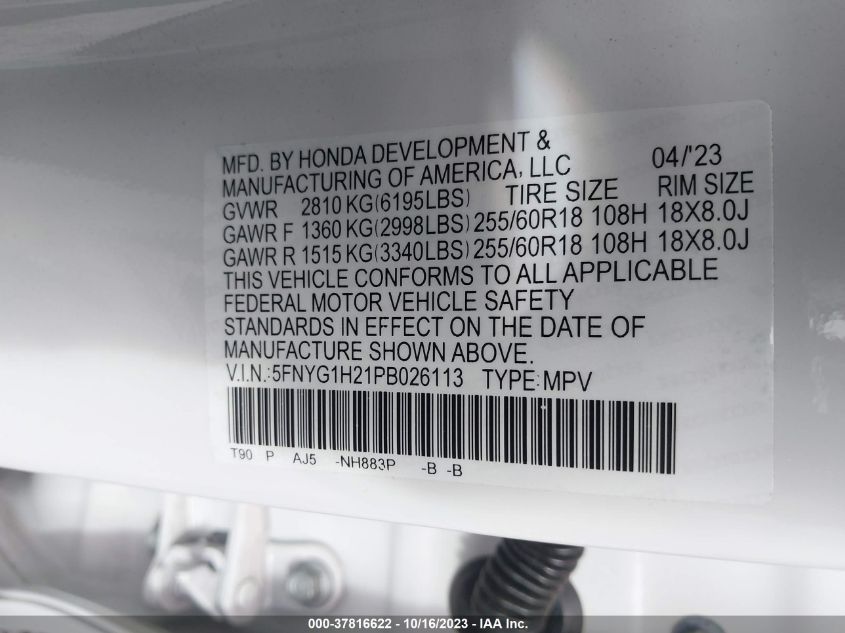 MFD. BY HONDA DEVELOPMENT & 04/'23
MANUFACTURING OF AMERICA, LLC
GVWR 2810 KG(6195LBS) TIRE SIZE RIM SIZE
GAWR F 1360 KG(2998LBS) 255/60R18 108H 18X8.0J
GAWR R 1515 KG(3340LBS) 255/60R18 108H 18X8.0J
THIS VEHICLE CONFORMS TO ALL APPLICABLE
FEDERAL MOTOR VEHICLE SAFETY
STANDARDS IN EFFECT ON THE DATE OF
MANUFACTURE SHOWN ABOVE.
V.I.N.:5FNYG1H21PB026113 TYPE:MPV
T90 P AJ5 -NH883P -B -B
000-37816622 - 10/16/2023 - IAA Inc.